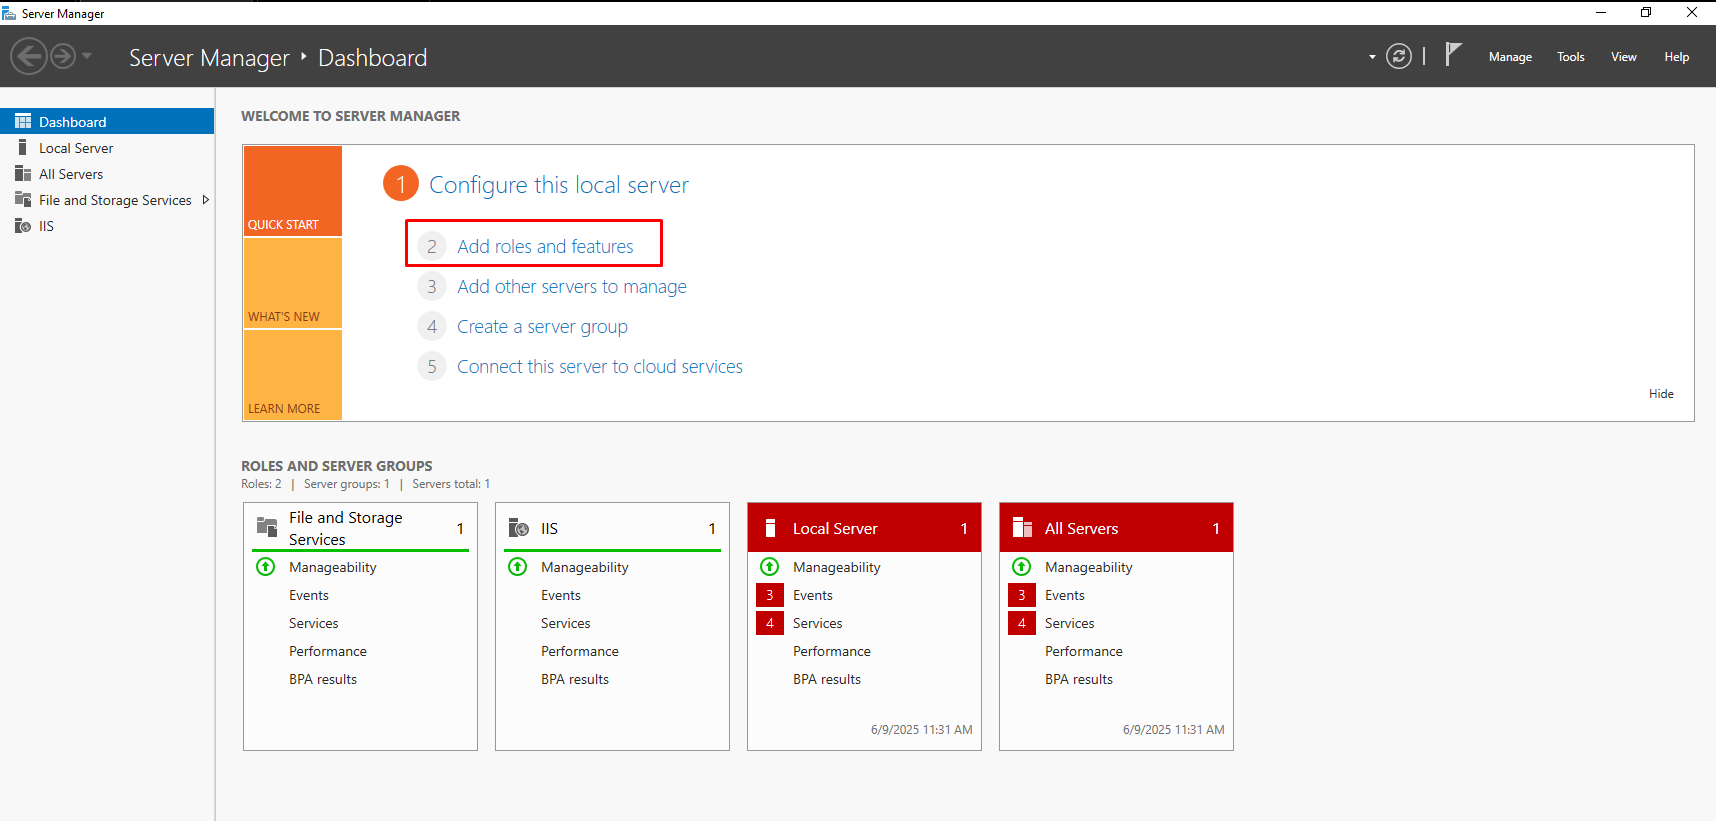 Server Manager
Server Manager
Dashboard
Manage
Tools
View
Help
Dashboard
Local Server
All Servers
File and Storage Services
IIS
WELCOME TO SERVER MANAGER
QUICK START
WHAT'S NEW
LEARN MORE
1 Configure this local server
2 Add roles and features
3 Add other servers to manage
4 Create a server group
5 Connect this server to cloud services
Hide
ROLES AND SERVER GROUPS
Roles: 2 | Server groups: 1 | Servers total: 1
File and Storage
Services
1
Manageability
Events
Services
Performance
BPA results
IIS 1
Manageability
Events
Services
Performance
BPA results
Local Server 1
Manageability
3 Events
4 Services
Performance
BPA results
6/9/2025 11:31 AM
All Servers 1
Manageability
3 Events
4 Services
Performance
BPA results
6/9/2025 11:31 AM